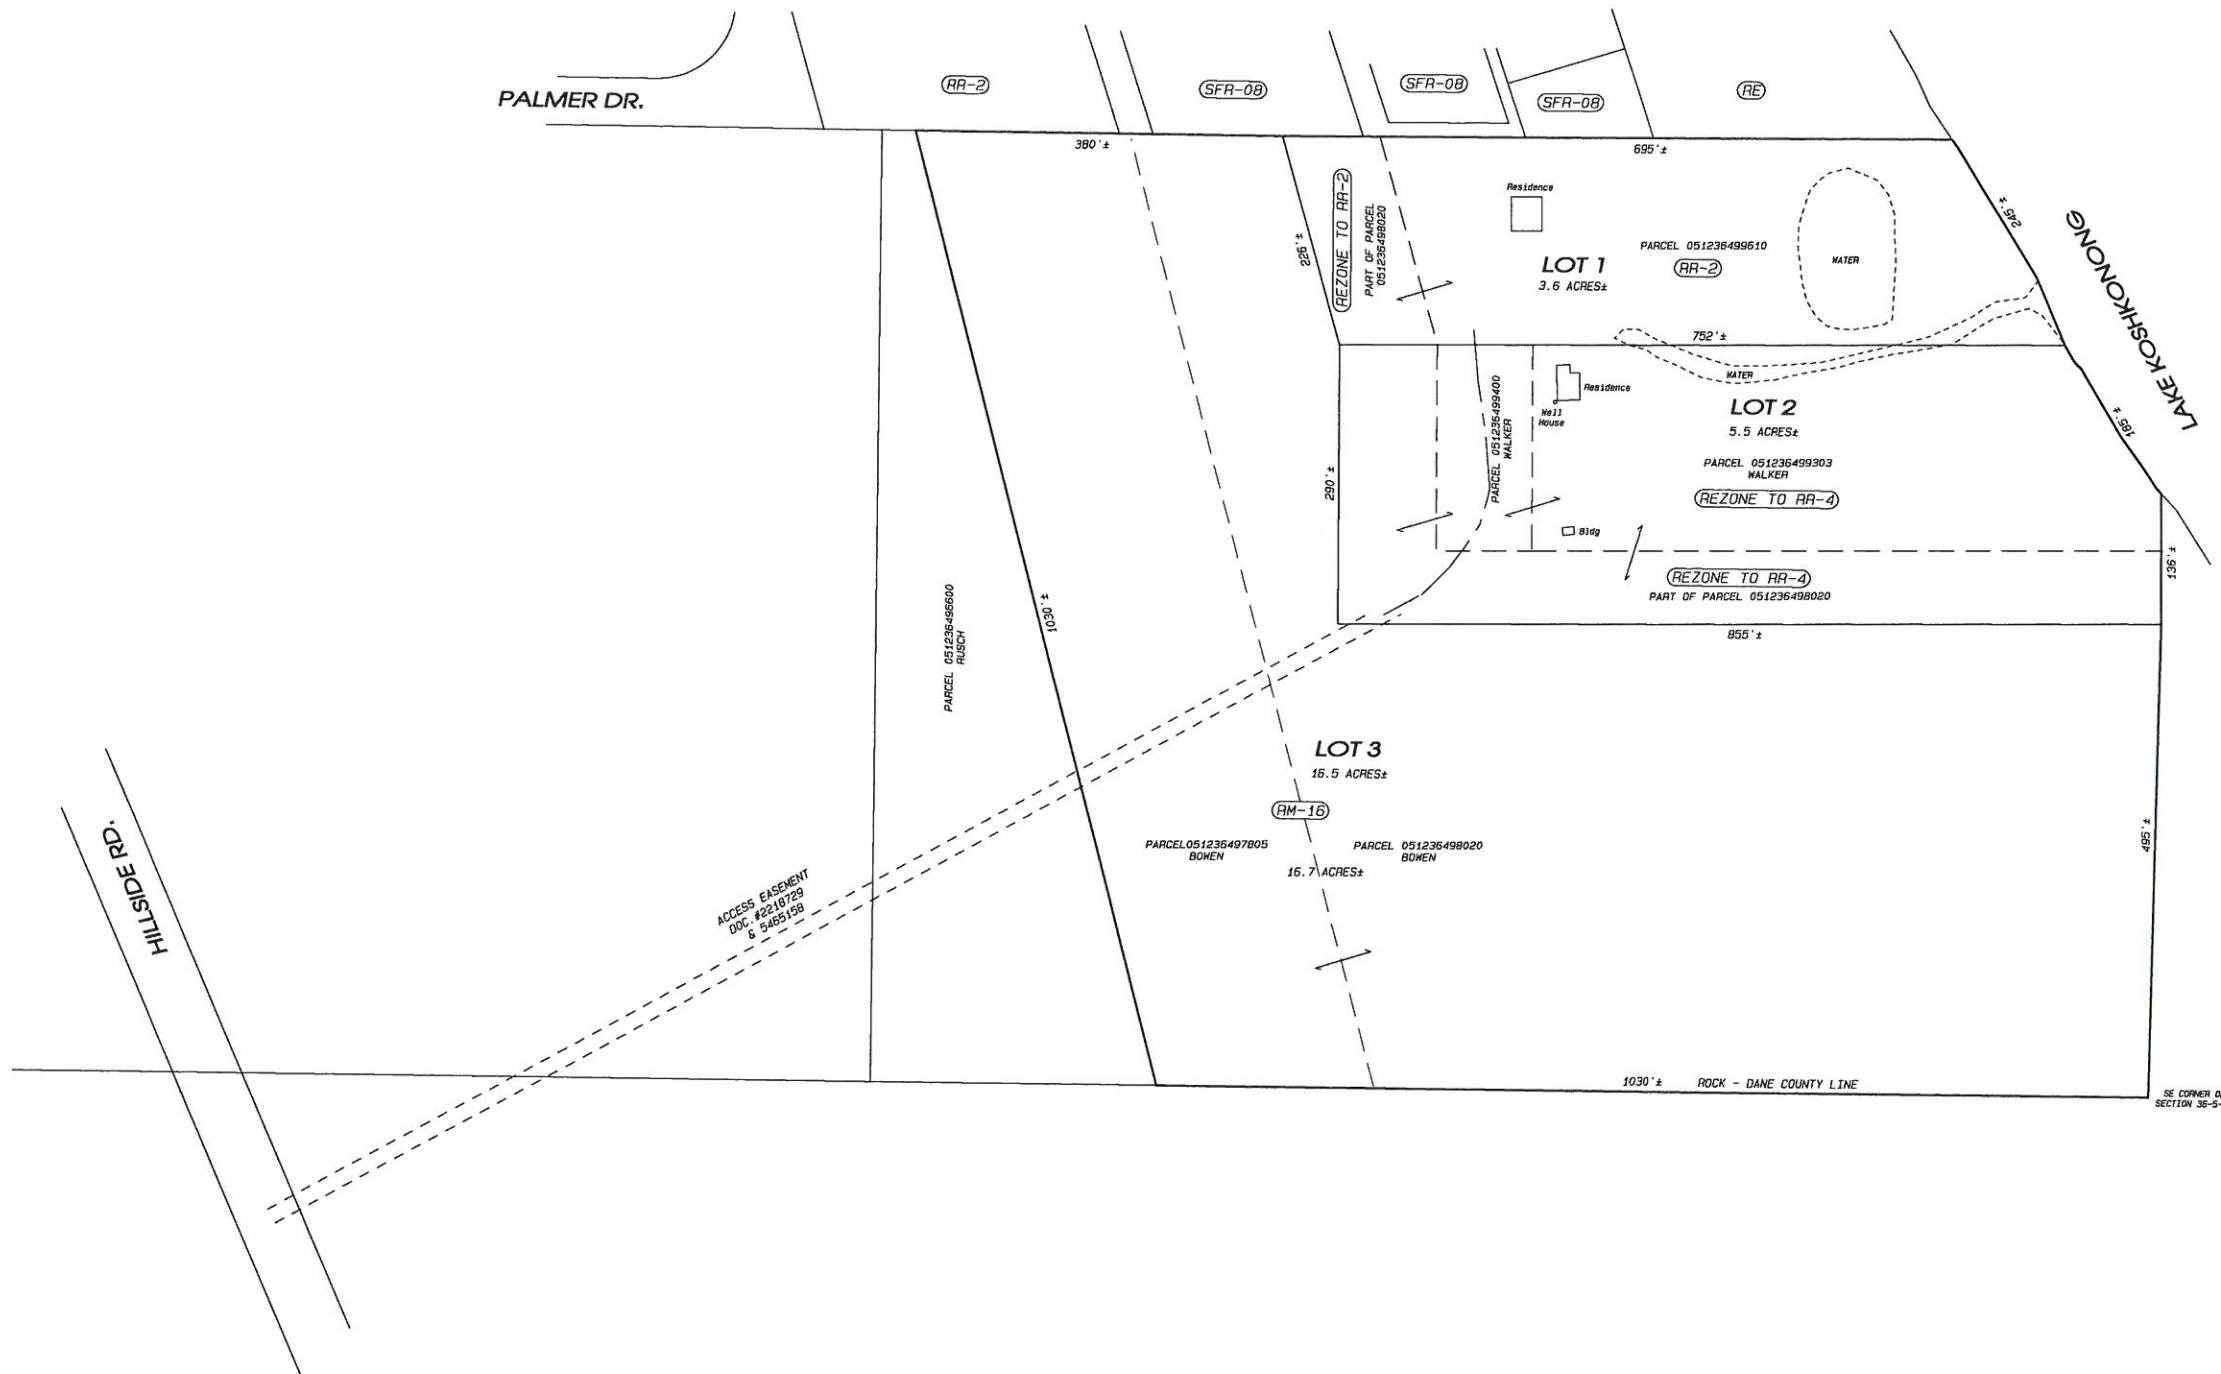 PALMER DR.
RR-2
SFR-08
SFR-08
SFR-08
RE
380'±
695'±
245'±
LAKE KOSHKONONG
REZONE TO RR-2
PART OF PARCEL
051236498020
226'±
Residence
PARCEL 051236499610
LOT 1
RR-2
3.6 ACRES±
WATER
752'±
WATER
Residence
Well
House
PARCEL 051236499400
WALKER
LOT 2
5.5 ACRES±
185'±
PARCEL 051236499303
WALKER
REZONE TO RR-4
290'±
Bldg
136'±
REZONE TO RR-4
PART OF PARCEL 051236498020
855'±
1030'±
PARCEL 051236496600
RUSCH
LOT 3
16.5 ACRES±
RM-16
PARCEL051236497805
BOWEN
PARCEL 051236498020
BOWEN
16.7 ACRES±
495'±
HILLSIDE RD.
ACCESS EASEMENT
DOC.#2218729
& 5465158
1030'±
ROCK - DANE COUNTY LINE
SE CORNER
SECTION 36-5-